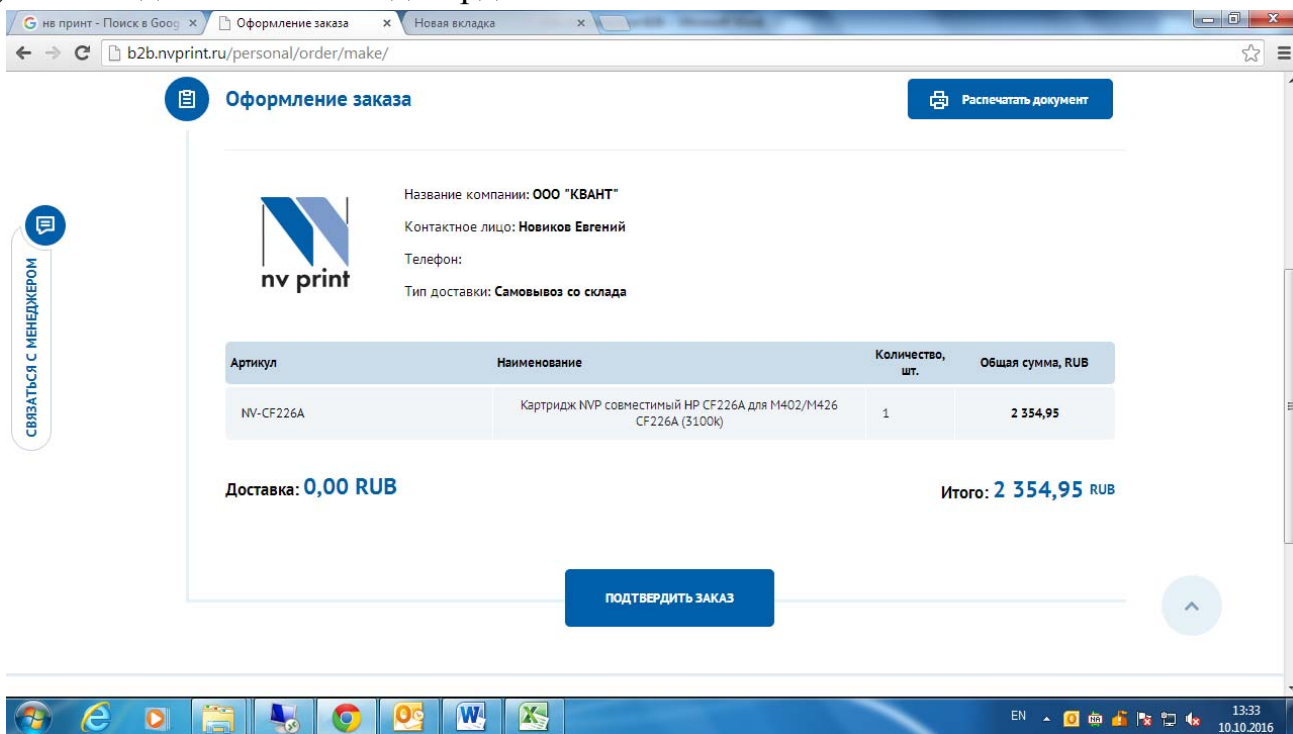 нв принт - Поиск в Goog
Оформление заказа
Новая вкладка
b2b.nvprint.ru/personal/order/make/
Оформление заказа
Распечатать документ
nv print
Название компании: ООО "КВАНТ"
Контактное лицо: Новиков Евгений
Телефон:
Тип доставки: Самовывоз со склада
СВЯЗАТЬСЯ С МЕНЕДЖЕРОМ
Артикул Наименование Количество, шт. Общая сумма, RUB
NV-CF226A Картридж NVP совместимый HP CF226A для M402/M426 1 2 354,95
CF226A (3100k)
Доставка: 0,00 RUB Итого: 2 354,95 RUB
ПОДТВЕРДИТЬ ЗАКАЗ
EN 13:33
10.10.2016